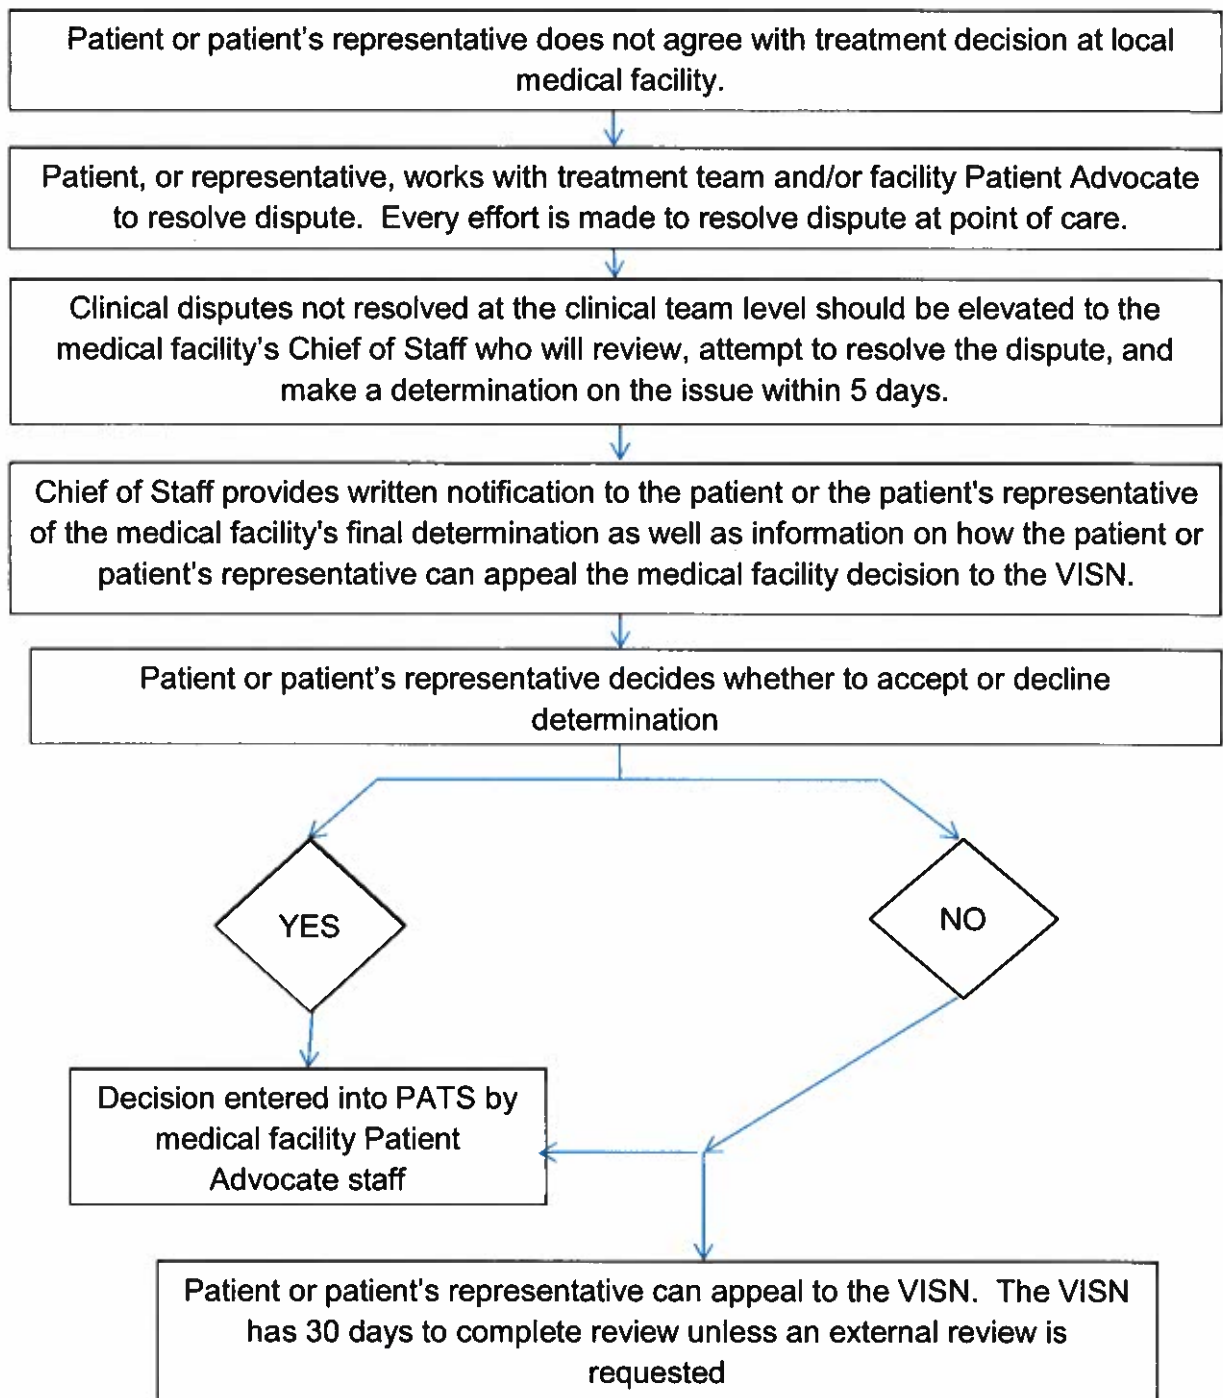 Patient or patient's representative does not agree with treatment decision at local
medical facility.
Patient, or representative, works with treatment team and/or facility Patient Advocate
to resolve dispute.  Every effort is made to resolve dispute at point of care.
Clinical disputes not resolved at the clinical team level should be elevated to the
medical facility's Chief of Staff who will review, attempt to resolve the dispute, and
make a determination on the issue within 5 days.
Chief of Staff provides written notification to the patient or the patient's representative
of the medical facility's final determination as well as information on how the patient or
patient's representative can appeal the medical facility decision to the VISN.
Patient or patient's representative decides whether to accept or decline
determination
YES
NO
Decision entered into PATS by
medical facility Patient
Advocate staff
Patient or patient's representative can appeal to the VISN.  The VISN
has 30 days to complete review unless an external review is
requested